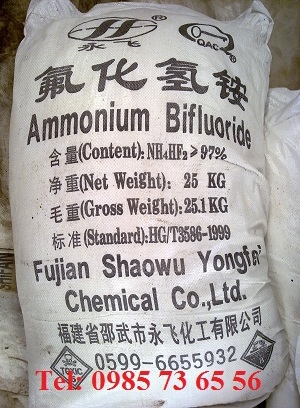 永飞 QAC
氟化氢铵
Ammonium Bifluoride
含量(Content): NH4HF2≥97%
净重(Net Weight): 25 KG
毛重(Gross Weight):25.1KG
标准(Standard):HG/T3586-1999
Fujian Shaowu Yongfei
Chemical Co.,Ltd.
福建省邵武市永飞化工有限公司
TOXIC 0599-6655932
Tel: 0985 73 65 56